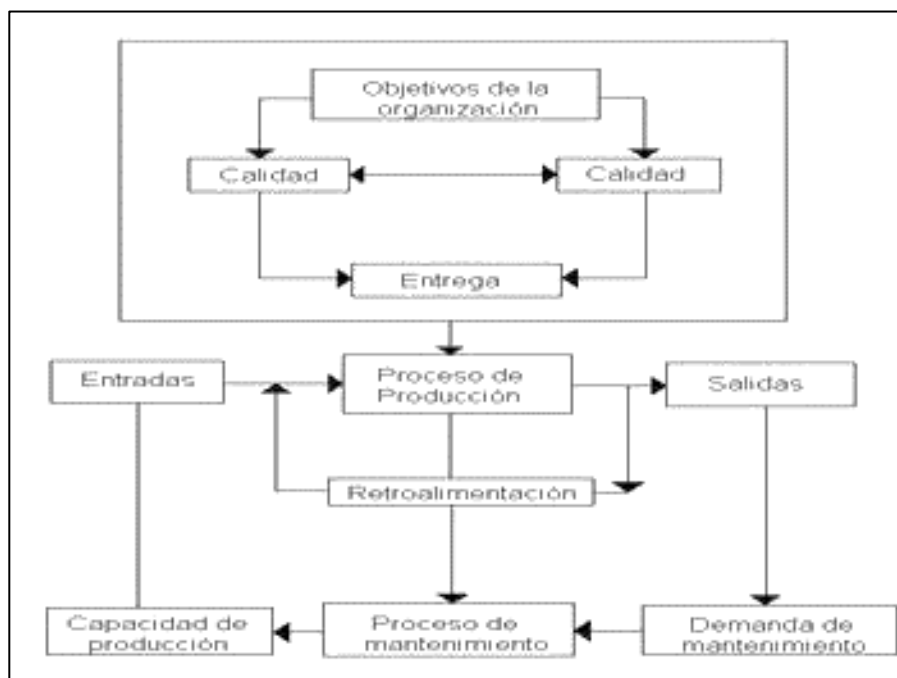 Objetivos de la
organización
Calidad
Calidad
Entrega
Entradas
Proceso de
Producción
Salidas
Retroalimentación
Capacidad de
producción
Proceso de
mantenimiento
Demanda de
mantenimiento